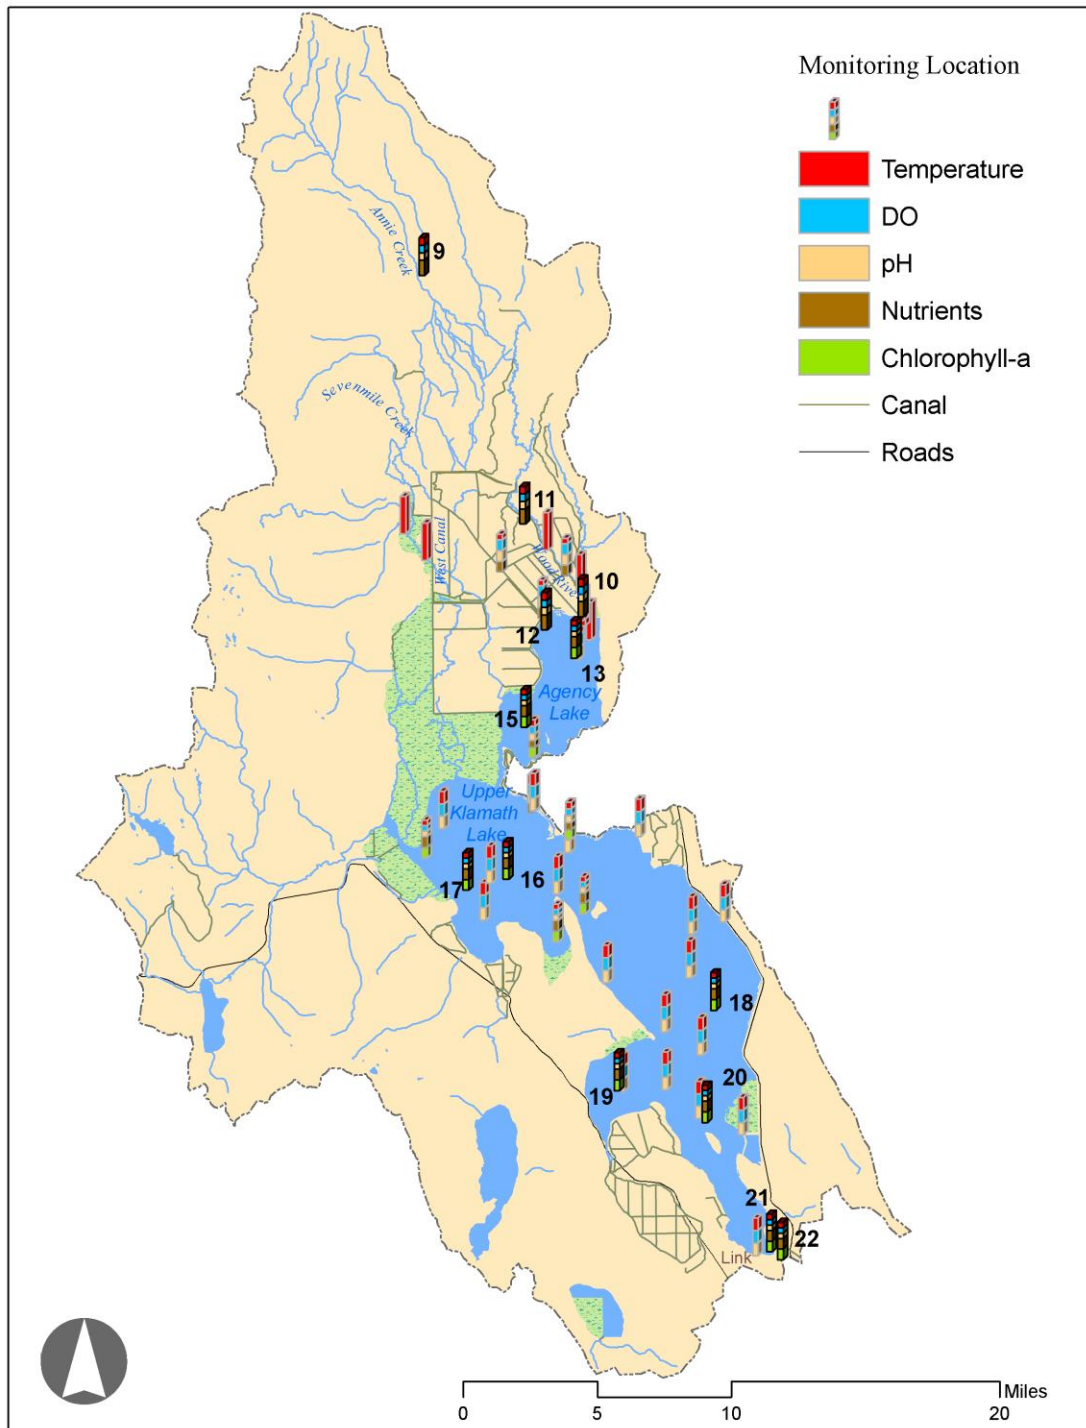 Monitoring Location
Temperature
DO
pH
Nutrients
Chlorophyll-a
Canal
Roads
Annie Creek
9
Sevenmile Creek
11
West Canal
Wood River
10
12
13
15
Agency
Lake
Upper
Klamath
Lake
16
17
18
19
20
21
22
Link
Miles
0
5
10
20